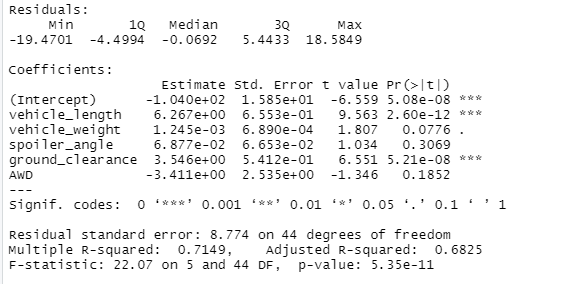 Residuals:
     Min       1Q   Median       3Q      Max
-19.4701  -4.4994  -0.0692   5.4433  18.5849
Coefficients:
                   Estimate Std. Error t value Pr(>|t|)
(Intercept)      -1.040e+02  1.585e+01  -6.559 5.08e-08 ***
vehicle_length    6.267e+00  6.553e-01   9.563 2.60e-12 ***
vehicle_weight    1.245e-03  6.890e-04   1.807   0.0776 .
spoiler_angle     6.877e-02  6.653e-02   1.034   0.3069
ground_clearance  3.546e+00  5.412e-01   6.551 5.21e-08 ***
AWD              -3.411e+00  2.535e+00  -1.346   0.1852
---
Signif. codes:  0 ‘***’ 0.001 ‘**’ 0.01 ‘*’ 0.05 ‘.’ 0.1 ‘ ’ 1
Residual standard error: 8.774 on 44 degrees of freedom
Multiple R-squared:  0.7149,    Adjusted R-squared:  0.6825
F-statistic: 22.07 on 5 and 44 DF,  p-value: 5.35e-11